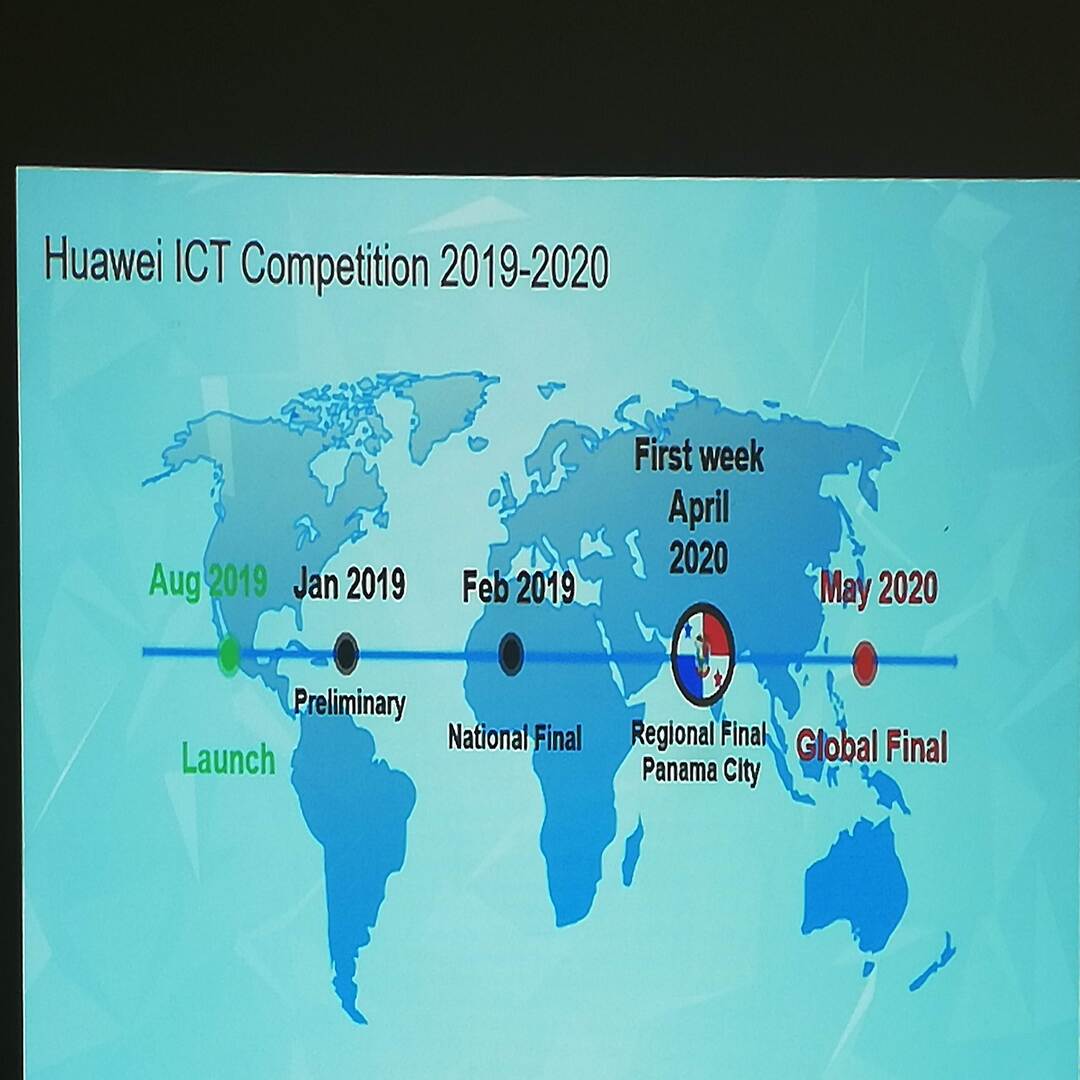 Huawei ICT Competition 2019-2020
First week
April
2020
Aug 2019
Jan 2019
Feb 2019
May 2020
Preliminary
National Final
Regional Final
Panama CIty
Launch
Global Final